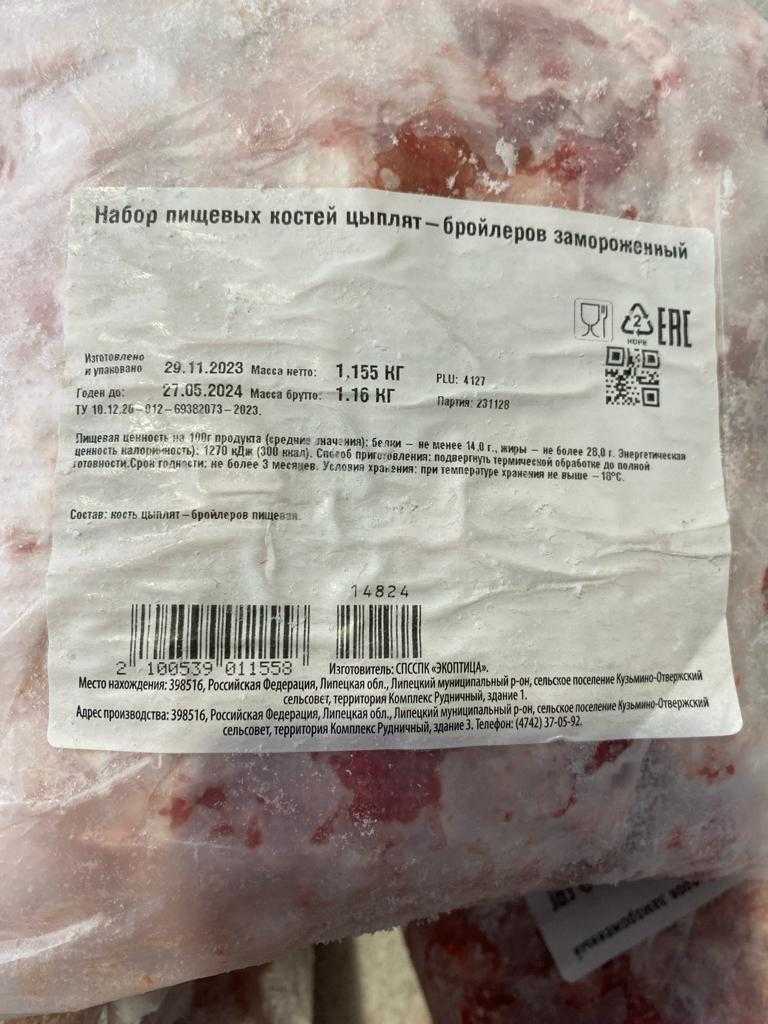 Набор пищевых костей цыплят – бройлеров замороженный
2
HDPE
EAC
Изготовлено и упаковано 29.11.2023 Масса нетто: 1.155 КГ PLU: 4127
Годен до: 27.05.2024 Масса брутто: 1.16 КГ Партия: 231128
ТУ 10.12.20-012-69382073-2023.
Пищевая ценность на 100г продукта (средние значения): белки – не менее 14,0 г., жиры – не более 28,0 г. Энергетическая
ценность калорийность): 1270 кДж (300 ккал). Способ приготовления: подвергнуть термической обработке до полной
готовности.Срок годности: не более 3 месяцев. Условия хранения: при температуре хранения не выше –18°С.
Состав: кость цыплят – бройлеров пищевая.
14824
2 100539 011558
Изготовитель: СПССПК «ЭКОПТИЦА».
Место нахождения: 398516, Российская Федерация, Липецкая обл., Липецкий муниципальный р-он, сельское поселение Кузьмино-Отвержский
сельсовет, территория Комплекс Рудничный, здание 1.
Адрес производства: 398516, Российская Федерация, Липецкая обл., Липецкий муниципальный р-он, сельское поселение Кузьмино-Отвержский
сельсовет, территория Комплекс Рудничный, здание 3. Телефон: (4742) 37-05-92.
замороженный